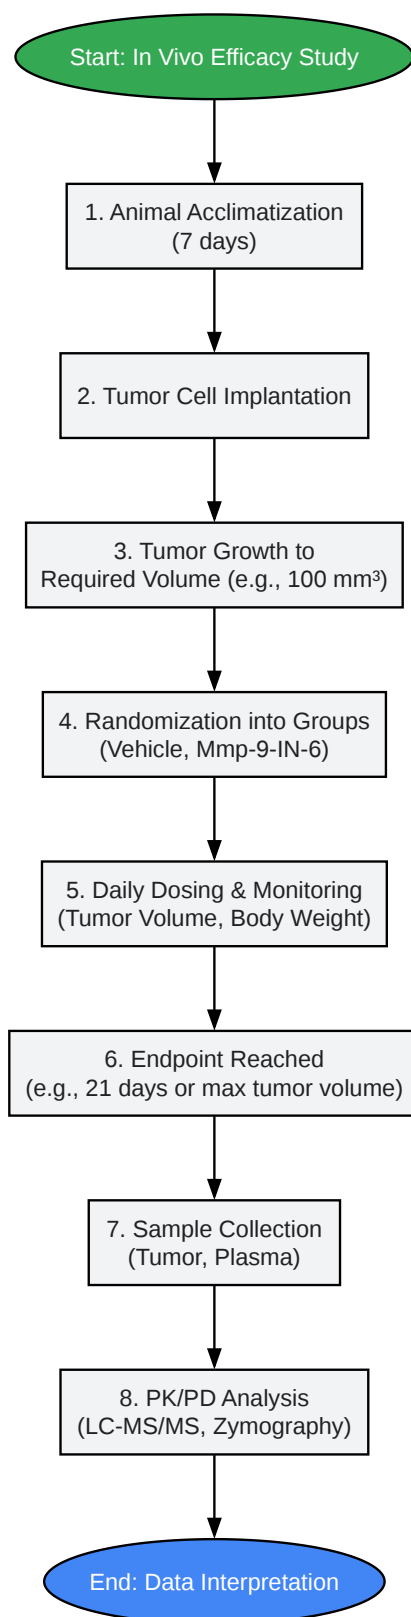 Start: In Vivo Efficacy Study
1. Animal Acclimatization
(7 days)
2. Tumor Cell Implantation
3. Tumor Growth to
Required Volume (e.g., 100 mm³)
4. Randomization into Groups
(Vehicle, Mmp-9-IN-6)
5. Daily Dosing & Monitoring
(Tumor Volume, Body Weight)
6. Endpoint Reached
(e.g., 21 days or max tumor volume)
7. Sample Collection
(Tumor, Plasma)
8. PK/PD Analysis
(LC-MS/MS, Zymography)
End: Data Interpretation